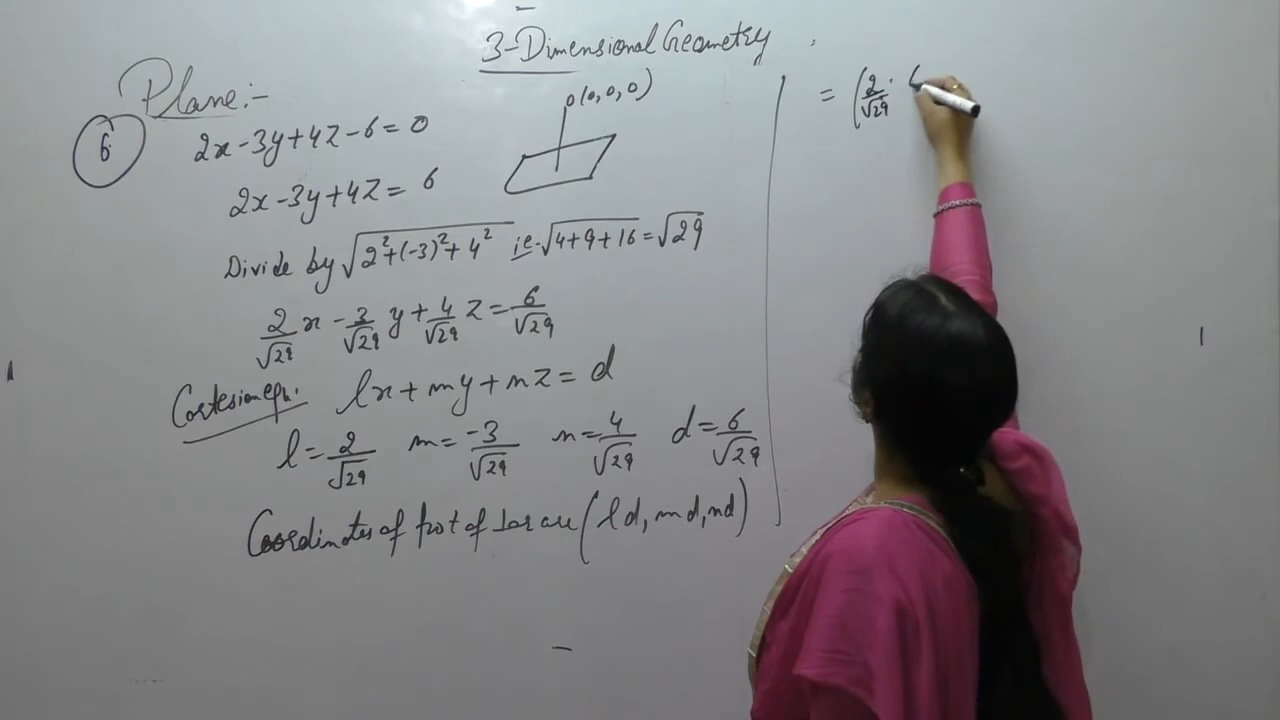 3-Dimensional Geometry
Plane:-
6
2x-3y+4z-6=0
0(0,0,0)
2x-3y+4z=6
Divide by √2²+(-3)²+4² ie. √4+9+16=√29
2/√29 x - 3/√29 y + 4/√29 z = 6/√29
Cartesian eqn. lx+my+nz=d
l=2/√29 m=-3/√29 n=4/√29 d=6/√29
Coordinates of foot of ⊥ar are (ld, md, nd)
= (2/√29 .